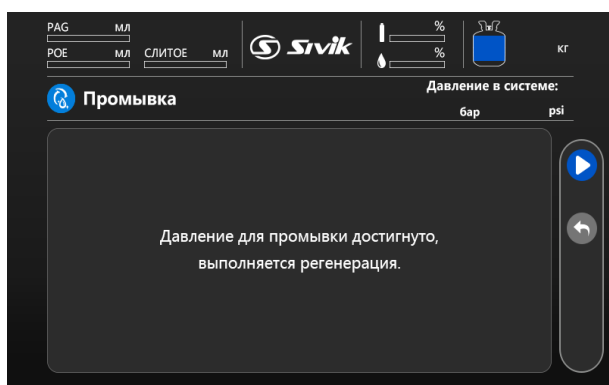 PAG мл
POE мл СЛИТОЕ мл
Sivik
%
%
кг
Промывка
Давление в системе:
бар psi
Давление для промывки достигнуто,
выполняется регенерация.